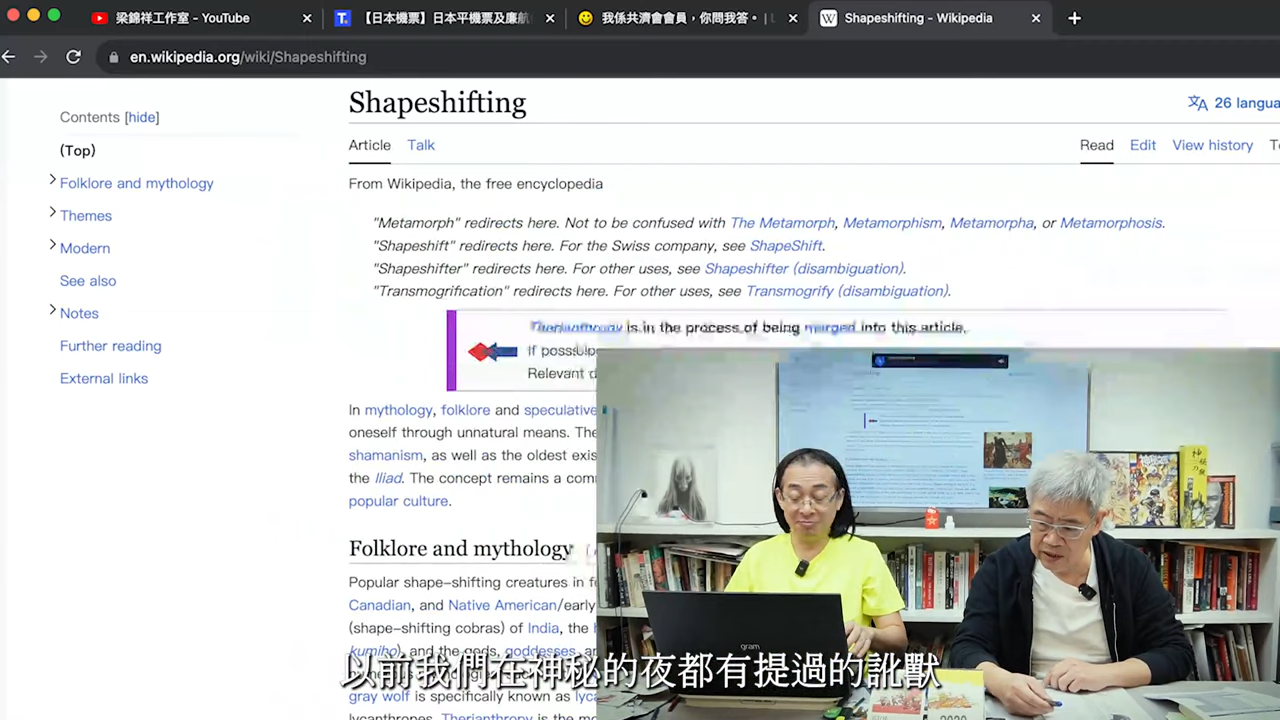 梁錦祥工作室 - YouTube
【日本機票】日本平機票及廉航
我係共濟會會員，你問我答。 |
Shapeshifting - Wikipedia
en.wikipedia.org/wiki/Shapeshifting
Contents [hide]
(Top)
Folklore and mythology
Themes
Modern
See also
Notes
Further reading
External links
Shapeshifting
26 langua
Article Talk
Read Edit View history
From Wikipedia, the free encyclopedia
"Metamorph" redirects here. Not to be confused with The Metamorph, Metamorphism, Metamorpha, or Metamorphosis.
"Shapeshift" redirects here. For the Swiss company, see ShapeShift.
"Shapeshifter" redirects here. For other uses, see Shapeshifter (disambiguation).
"Transmogrification" redirects here. For other uses, see Transmogrify (disambiguation).
is in the process of being merged into this article.
If possible
Relevant d
In mythology, folklore and speculative
oneself through unnatural means. The
shamanism, as well as the oldest exis
the Iliad. The concept remains a com
popular culture.
Folklore and mythology
Popular shape-shifting creatures in f
Canadian, and Native American/early
(shape-shifting cobras) of India, the
kumiho), and the gods, goddesses, an
gray wolf is specifically known as lyca
lycanthropes. Therianthropy is the mo
gram
以前我們在神秘的夜都有提過的訛獸